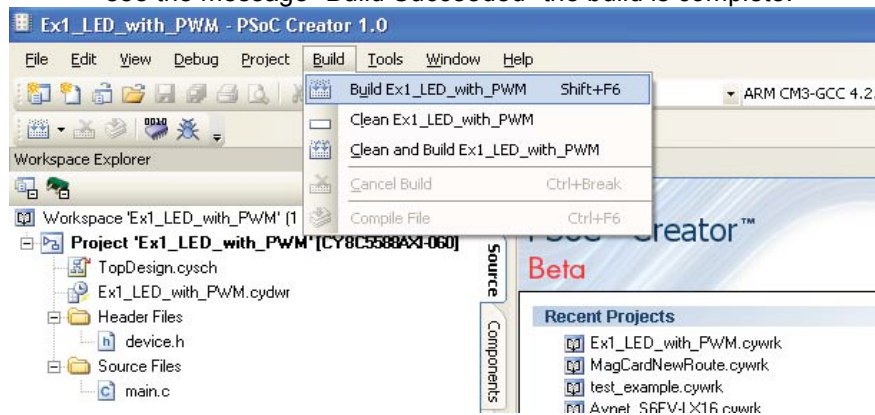 see the message "Build Succeeded" the build is complete.
Ex1_LED_with_PWM - PSoC Creator 1.0
File Edit View Debug Project Build Tools Window Help
Build Ex1_LED_with_PWM Shift+F6
ARM CM3-GCC 4.2.
Clean Ex1_LED_with_PWM
Clean and Build Ex1_LED_with_PWM
Cancel Build Ctrl+Break
Compile File Ctrl+F6
Workspace Explorer
Workspace 'Ex1_LED_with_PWM' (1
Project 'Ex1_LED_with_PWM' [CY8C5588AXI-060]
TopDesign.cysch
Ex1_LED_with_PWM.cydwr
Header Files
device.h
Source Files
main.c
Source
Components
PSoC Creator™
Beta
Recent Projects
Ex1_LED_with_PWM.cywrk
MagCardNewRoute.cywrk
test_example.cywrk
Avnet_S6EV-LX16.cywrk